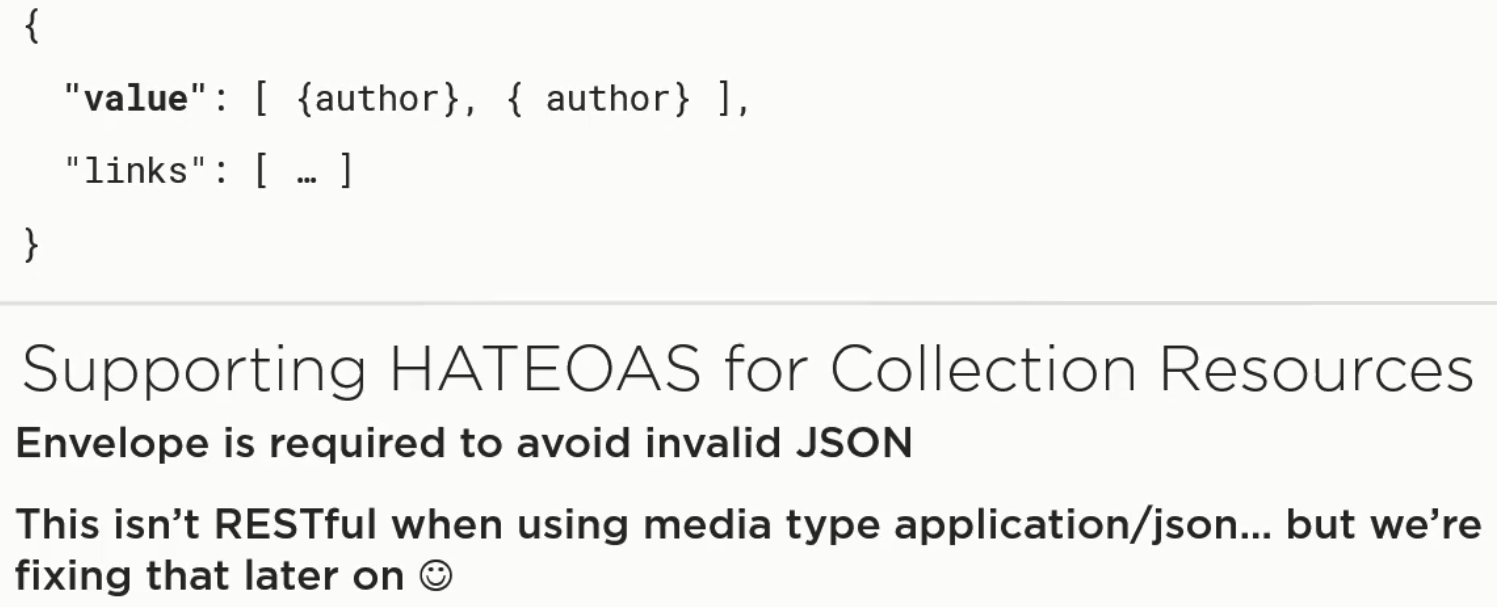 {
"value": [ {author}, { author} ],
"links": [ … ]
}
Supporting HATEOAS for Collection Resources
Envelope is required to avoid invalid JSON
This isn’t RESTful when using media type application/json… but we’re
fixing that later on ☺